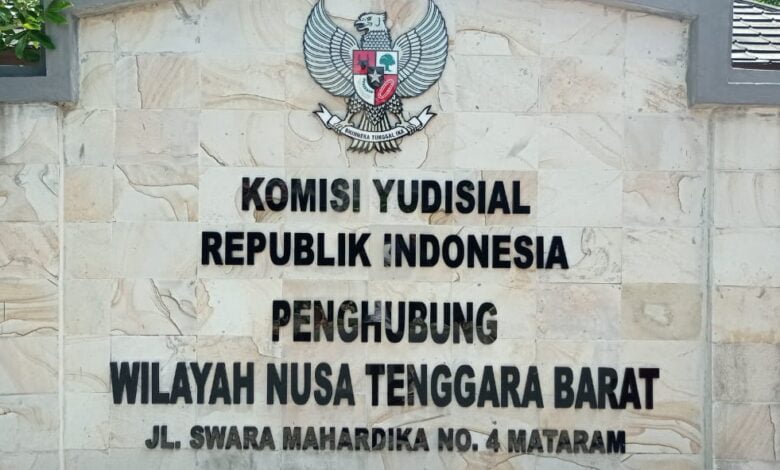 BHINNEKA TUNGGAL IKA
KOMISI YUDISIAL
REPUBLIK INDONESIA
PENGHUBUNG
WILAYAH NUSA TENGGARA BARAT
JL. SWARA MAHARDIKA NO. 4 MATARAM